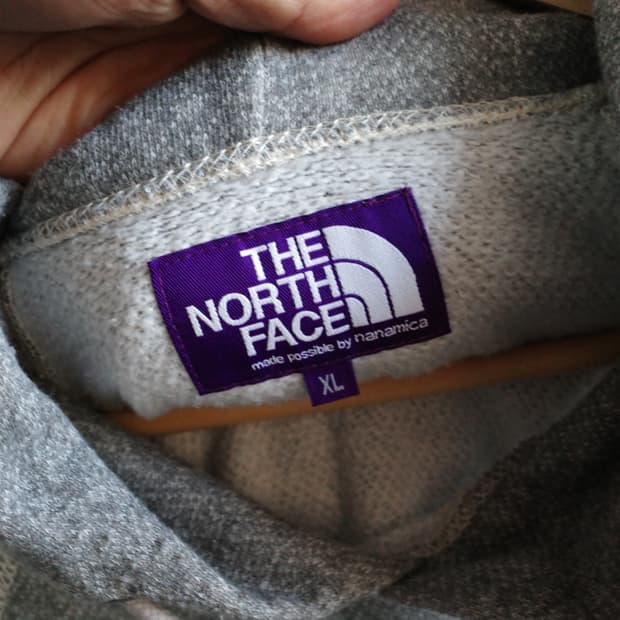 THE
NORTH
FACE
made possible by nanamica
XL